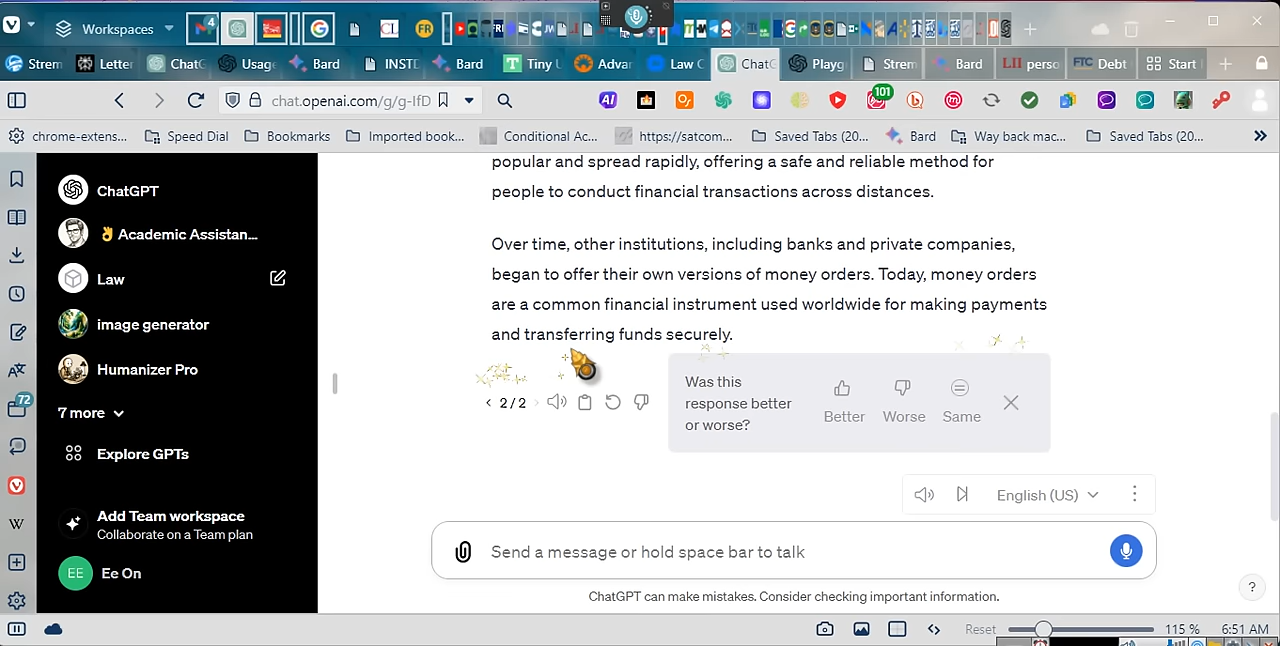 Workspaces
4
CL
FR
Strem
Letter
ChatG
Usage
Bard
INSTD
Bard
Tiny U
Advar
Law C
ChatG
Playg
Strem
Bard
LII perso
FTC Debt
Start
chat.openai.com/g/g-IfD
AI
101
chrome-extens...
Speed Dial
Bookmarks
Imported book...
Conditional Ac...
https://satcom...
Saved Tabs (20...
Bard
Way back mac...
Saved Tabs (20...
ChatGPT
👌 Academic Assistan...
Law
image generator
Humanizer Pro
7 more
Explore GPTs
Add Team workspace
Collaborate on a Team plan
EE Ee On
72
W
popular and spread rapidly, offering a safe and reliable method for
people to conduct financial transactions across distances.
Over time, other institutions, including banks and private companies,
began to offer their own versions of money orders. Today, money orders
are a common financial instrument used worldwide for making payments
and transferring funds securely.
2 / 2
Was this
response better
or worse?
Better
Worse
Same
English (US)
Send a message or hold space bar to talk
ChatGPT can make mistakes. Consider checking important information.
?
Reset
115 %
6:51 AM